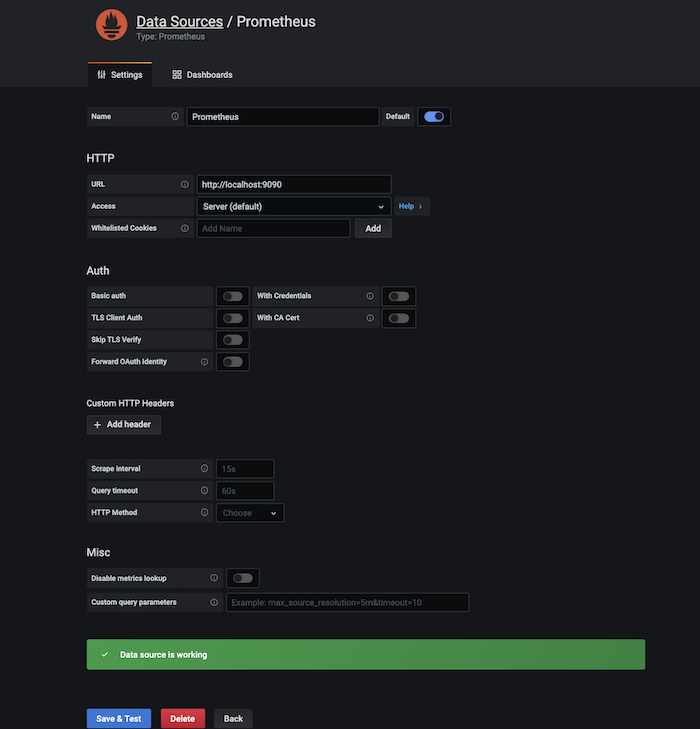 Data Sources / Prometheus
Type: Prometheus
Settings Dashboards
Name Prometheus Default
HTTP
URL http://localhost:9090
Access Server (default) Help >
Whitelisted Cookies Add Name Add
Auth
Basic auth With Credentials
TLS Client Auth With CA Cert
Skip TLS Verify
Forward OAuth Identity
Custom HTTP Headers
+ Add header
Scrape interval 15s
Query timeout 60s
HTTP Method Choose
Misc
Disable metrics lookup
Custom query parameters Example: max_source_resolution=5m&timeout=10
Data source is working
Save & Test Delete Back